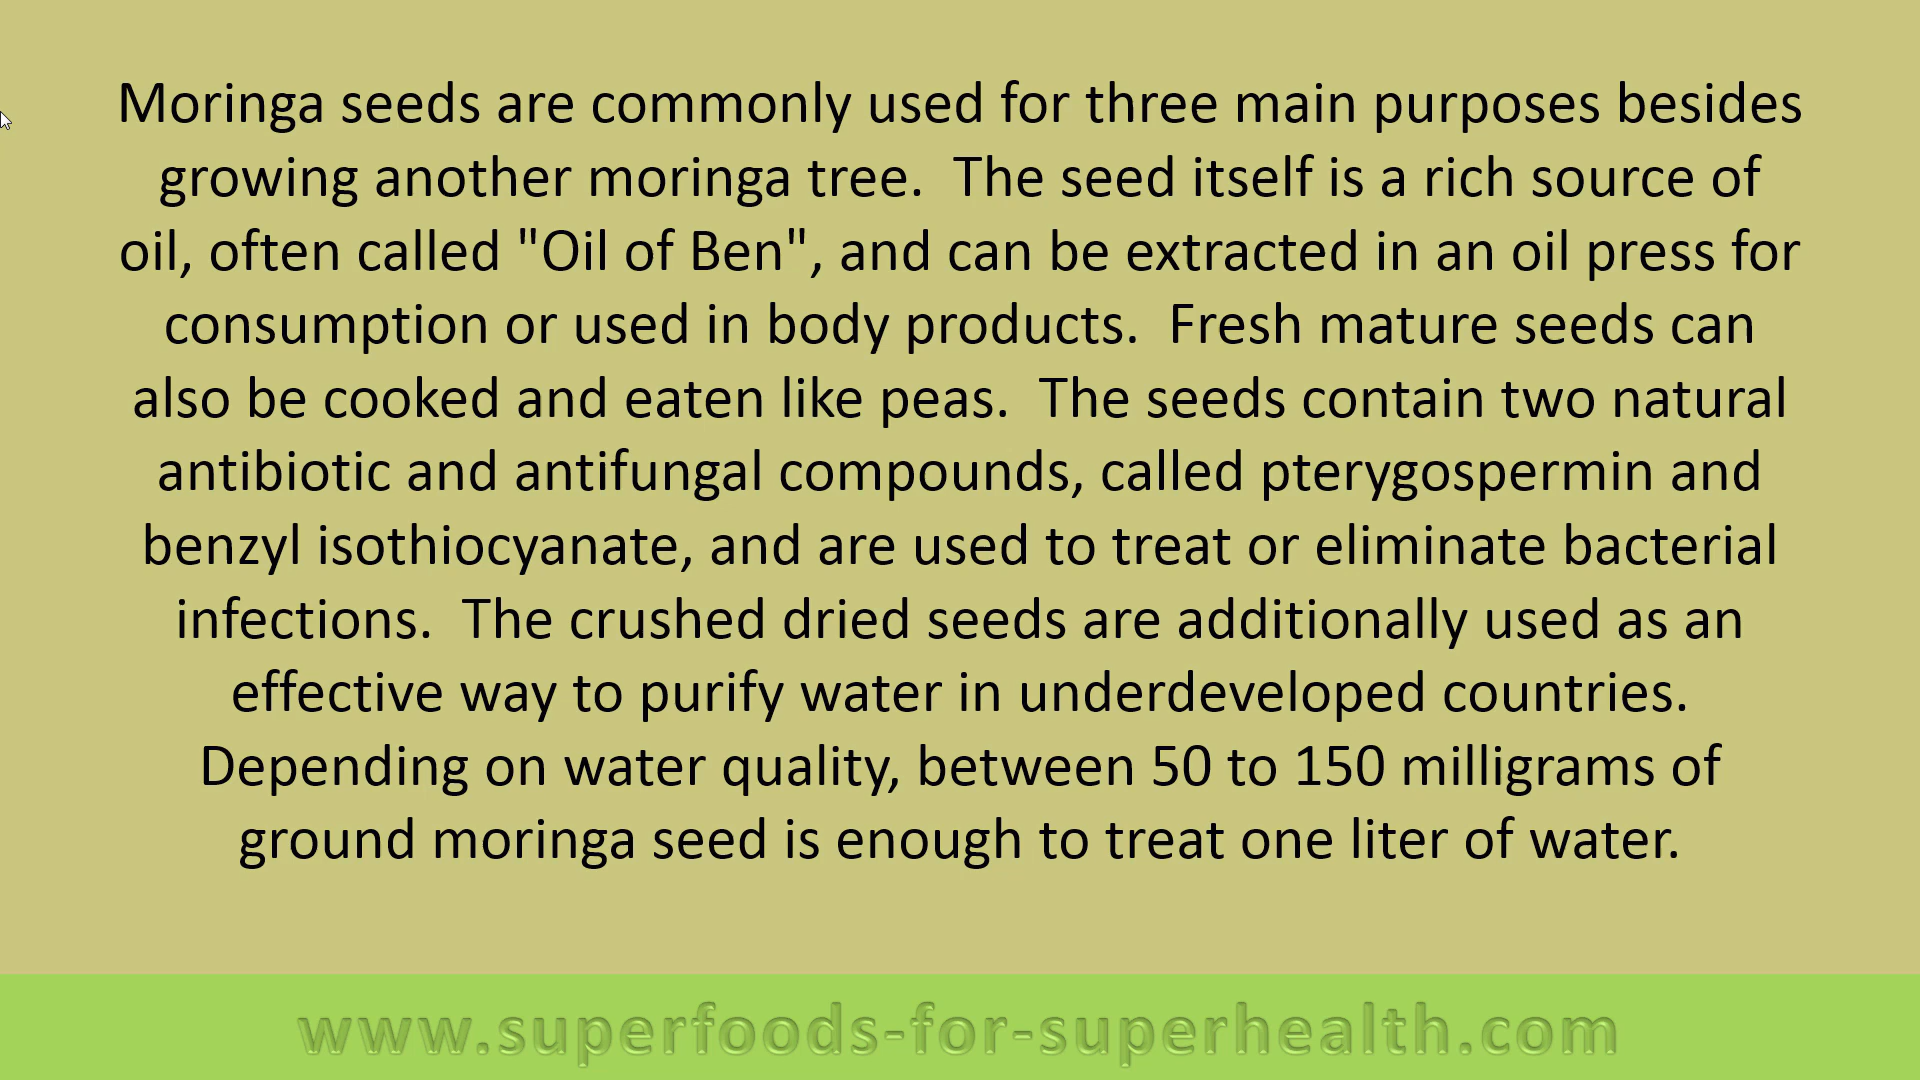 Moringa seeds are commonly used for three main purposes besides
growing another moringa tree.  The seed itself is a rich source of
oil, often called "Oil of Ben", and can be extracted in an oil press for
consumption or used in body products.  Fresh mature seeds can
also be cooked and eaten like peas.  The seeds contain two natural
antibiotic and antifungal compounds, called pterygospermin and
benzyl isothiocyanate, and are used to treat or eliminate bacterial
infections.  The crushed dried seeds are additionally used as an
effective way to purify water in underdeveloped countries.
Depending on water quality, between 50 to 150 milligrams of
ground moringa seed is enough to treat one liter of water.
www.superfoods-for-superhealth.com